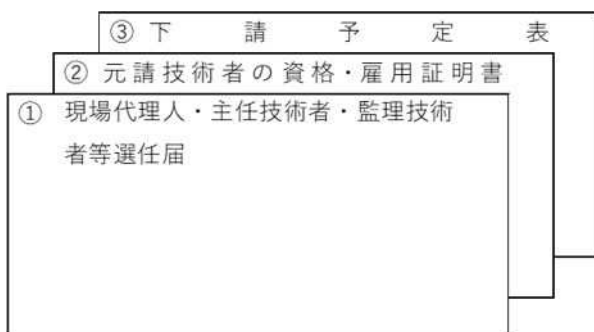 ③ 下請予定表
② 元請技術者の資格・雇用証明書
① 現場代理人・主任技術者・監理技術
者等選任届